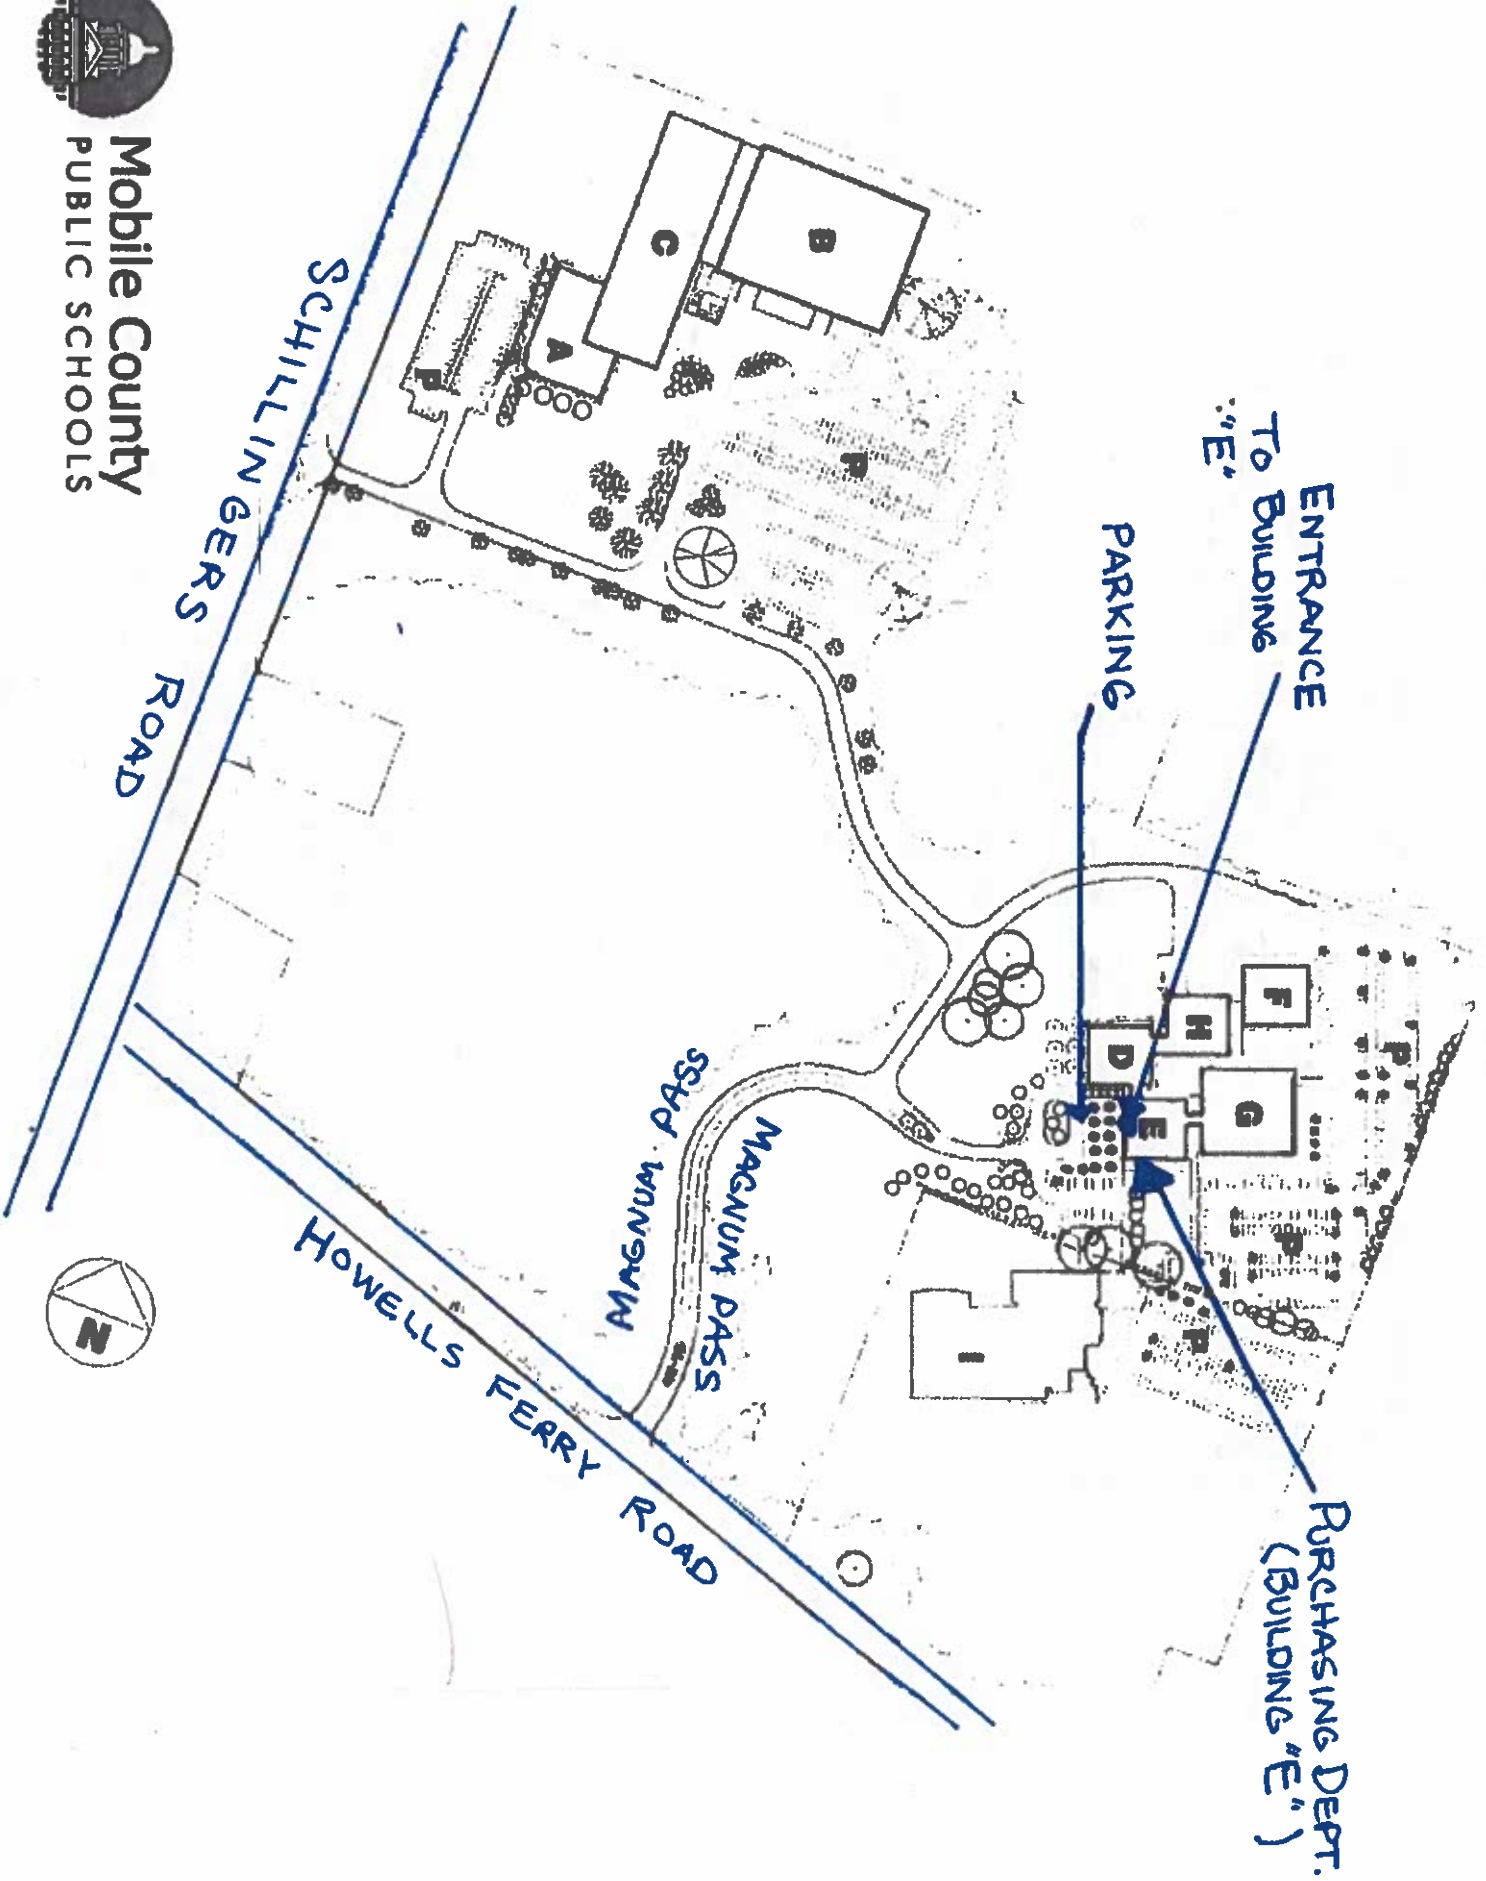 PURCHASING DEPT.
(BUILDING "E")
ENTRANCE
TO BUILDING
"E"
PARKING
P
F
H
D
G
E
P
P
I
B
C
A
P
P
MAGNUM PASS
MAGNUM PASS
HOWELLS FERRY ROAD
SCHILLINGERS ROAD
N
Mobile County
PUBLIC SCHOOLS